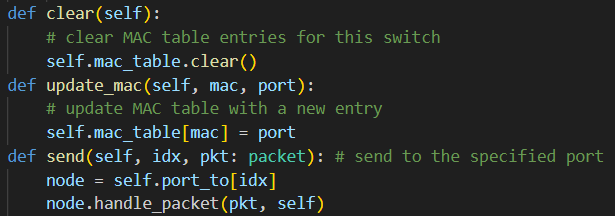 def clear(self):
    # clear MAC table entries for this switch
    self.mac_table.clear()
def update_mac(self, mac, port):
    # update MAC table with a new entry
    self.mac_table[mac] = port
def send(self, idx, pkt: packet): # send to the specified port
    node = self.port_to[idx]
    node.handle_packet(pkt, self)